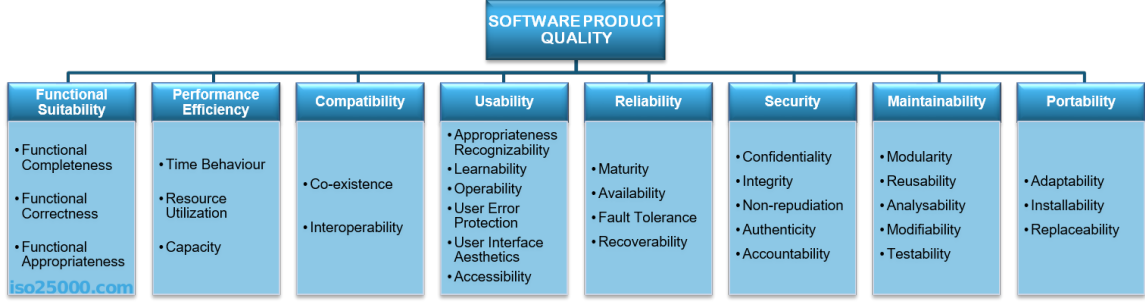 SOFTWARE PRODUCT
QUALITY
Functional
Suitability
• Functional
Completeness
• Functional
Correctness
• Functional
Appropriateness
iso25000.com
Performance
Efficiency
• Time Behaviour
• Resource
Utilization
• Capacity
Compatibility
• Co-existence
• Interoperability
Usability
• Appropriateness
Recognizability
• Learnability
• Operability
• User Error
Protection
• User Interface
Aesthetics
• Accessibility
Reliability
• Maturity
• Availability
• Fault Tolerance
• Recoverability
Security
• Confidentiality
• Integrity
• Non-repudiation
• Authenticity
• Accountability
Maintainability
• Modularity
• Reusability
• Analysability
• Modifiability
• Testability
Portability
• Adaptability
• Installability
• Replaceability